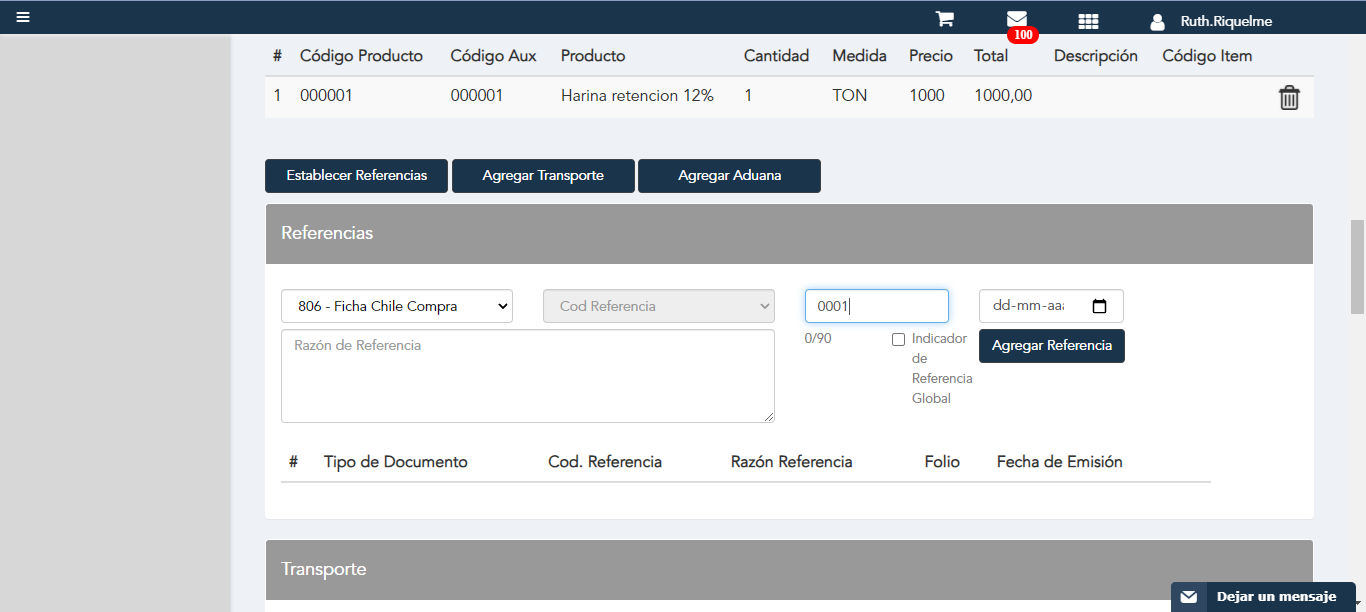 Ruth.Riquelme
100
# Código Producto Código Aux Producto Cantidad Medida Precio Total Descripción Código Item
1 000001 000001 Harina retencion 12% 1 TON 1000 1000,00
Establecer Referencias Agregar Transporte Agregar Aduana
Referencias
806 - Ficha Chile Compra Cod Referencia 0001 dd-mm-aaa
Razón de Referencia 0/90 Indicador Agregar Referencia
de
Referencia
Global
# Tipo de Documento Cod. Referencia Razón Referencia Folio Fecha de Emisión
Transporte
Dejar un mensaje